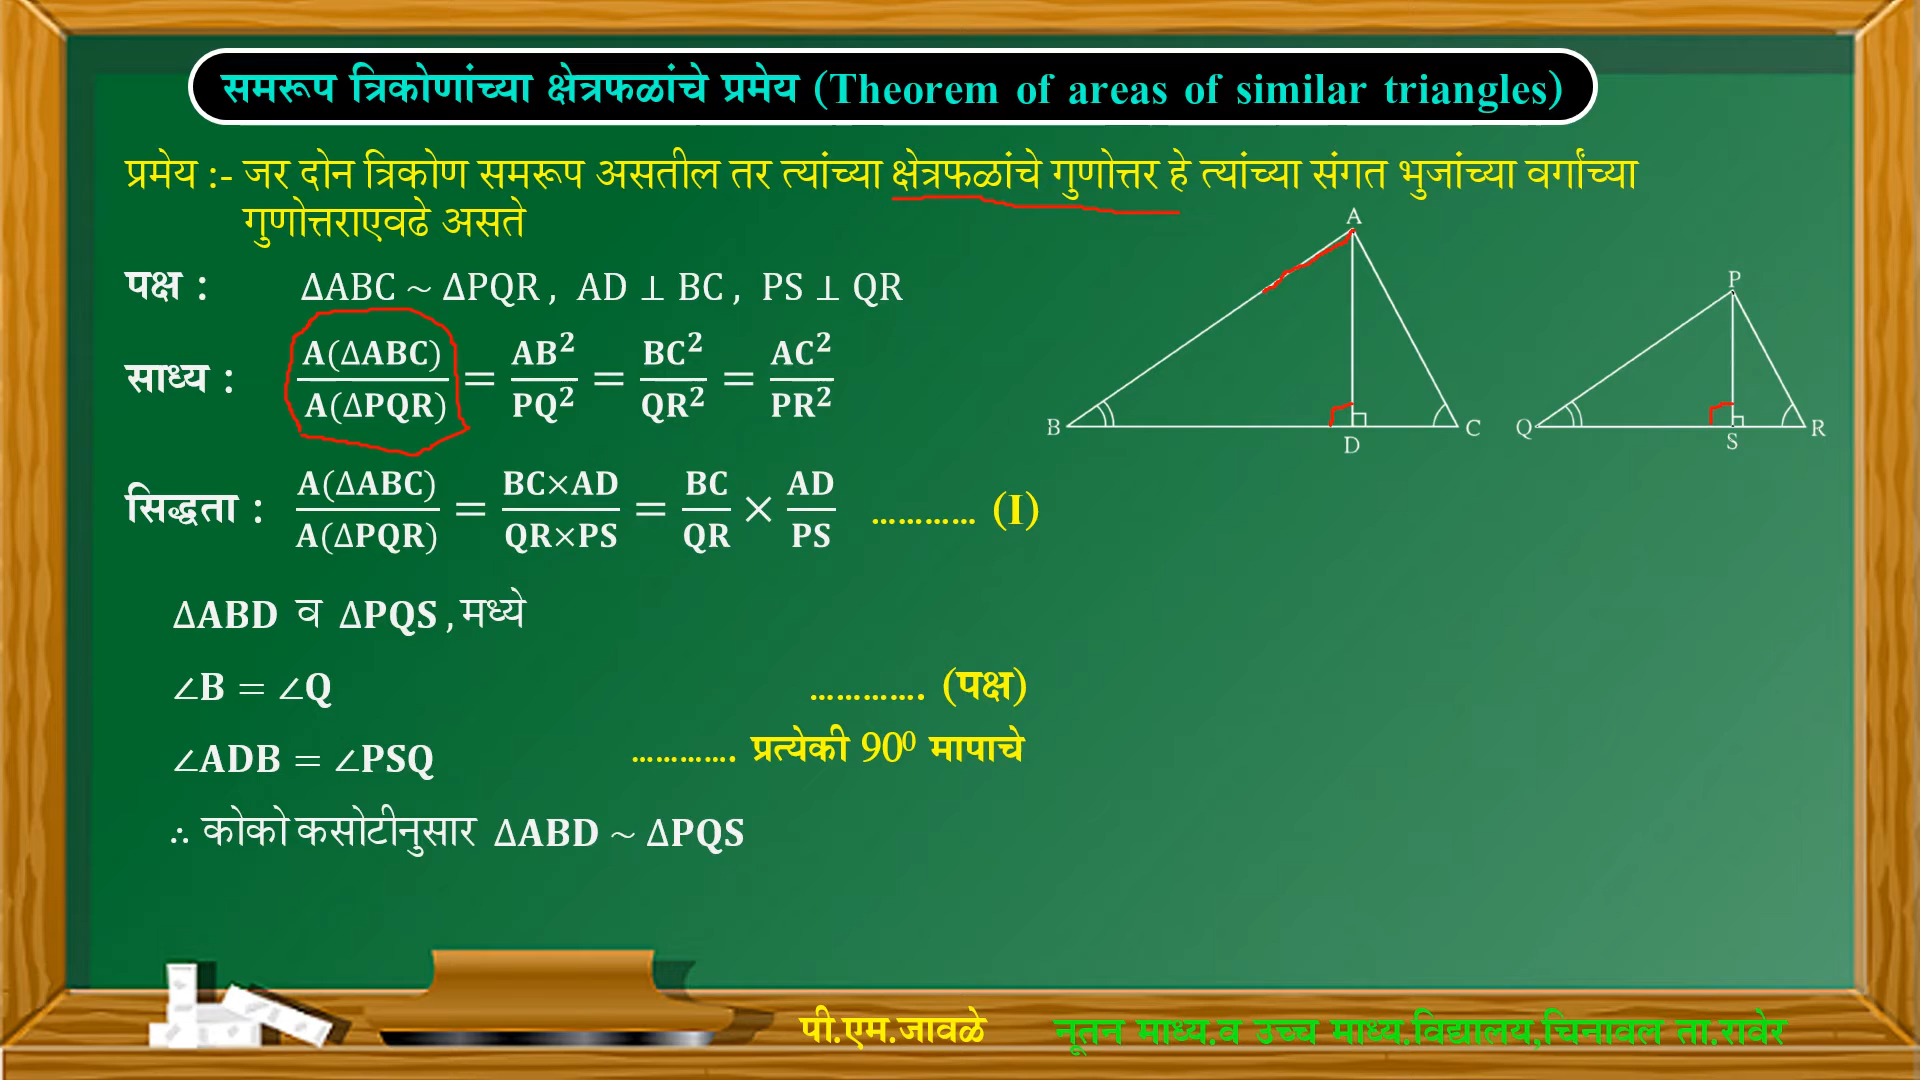 समरूप त्रिकोणांच्या क्षेत्रफळांचे प्रमेय (Theorem of areas of similar triangles)
प्रमेय :- जर दोन त्रिकोण समरूप असतील तर त्यांच्या क्षेत्रफळांचे गुणोत्तर हे त्यांच्या संगत भुजांच्या वर्गांच्या
गुणोत्तराएवढे असते
पक्ष : ΔABC ~ ΔPQR , AD ⊥ BC , PS ⊥ QR
साध्य : A(ΔABC)/A(ΔPQR) = AB²/PQ² = BC²/QR² = AC²/PR²
सिद्धता : A(ΔABC)/A(ΔPQR) = BC×AD/QR×PS = BC/QR × AD/PS ………… (I)
ΔABD व ΔPQS , मध्ये
∠B = ∠Q …………. (पक्ष)
∠ADB = ∠PSQ …………. प्रत्येकी 90⁰ मापाचे
∴ कोको कसोटीनुसार ΔABD ~ ΔPQS
A
B
D
C
P
Q
S
R
पी.एम.जावळे नूतन माध्य.व उच्च माध्य.विद्यालय,चिनावल ता.रावेर